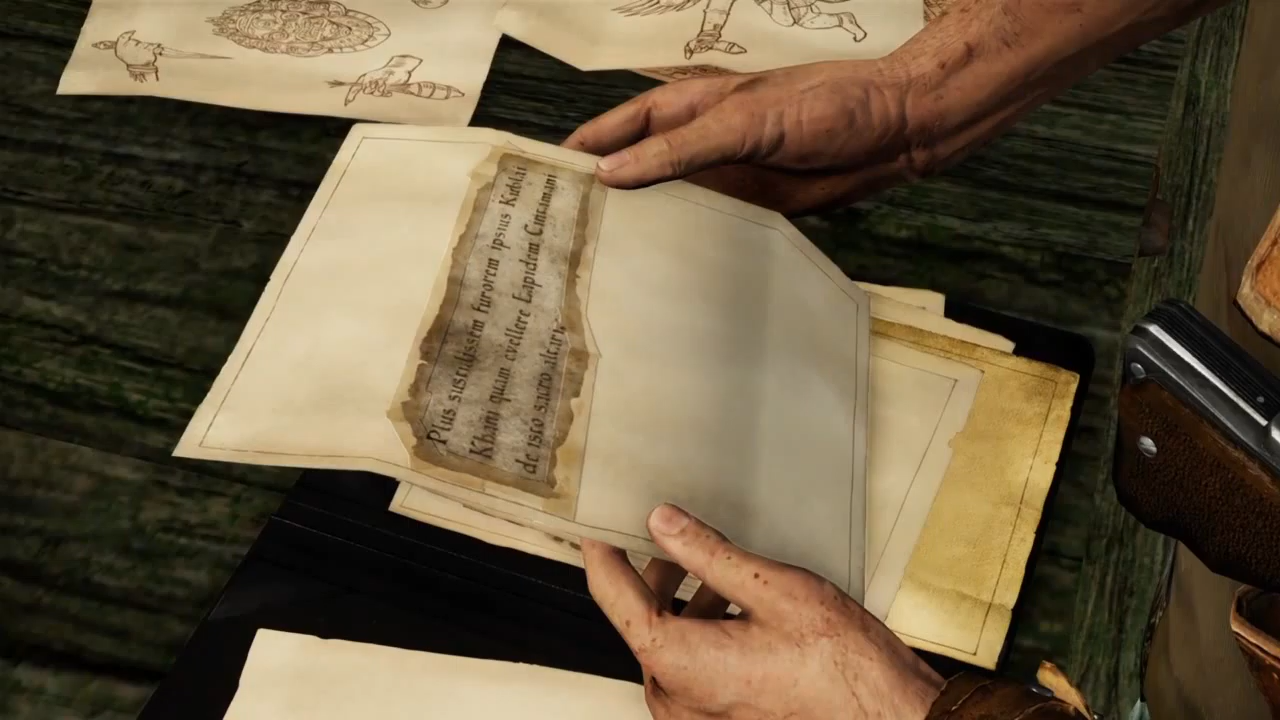 Plus sustulissem furorem ipsius Kublai
Khani quam evellere Lapidem Cintamani
de isto sacro altari